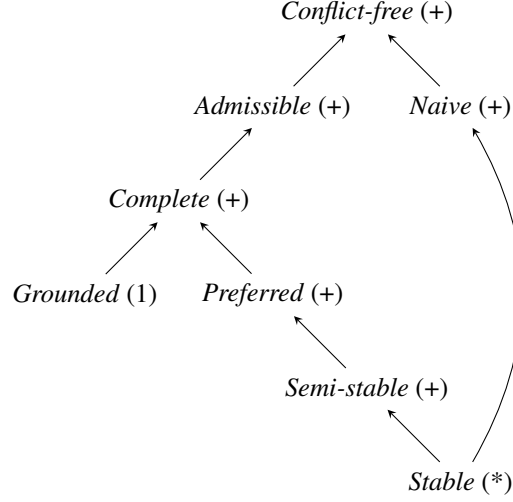 Conflict-free (+)
Admissible (+) Naive (+)
Complete (+)
Grounded (1) Preferred (+)
Semi-stable (+)
Stable (*)